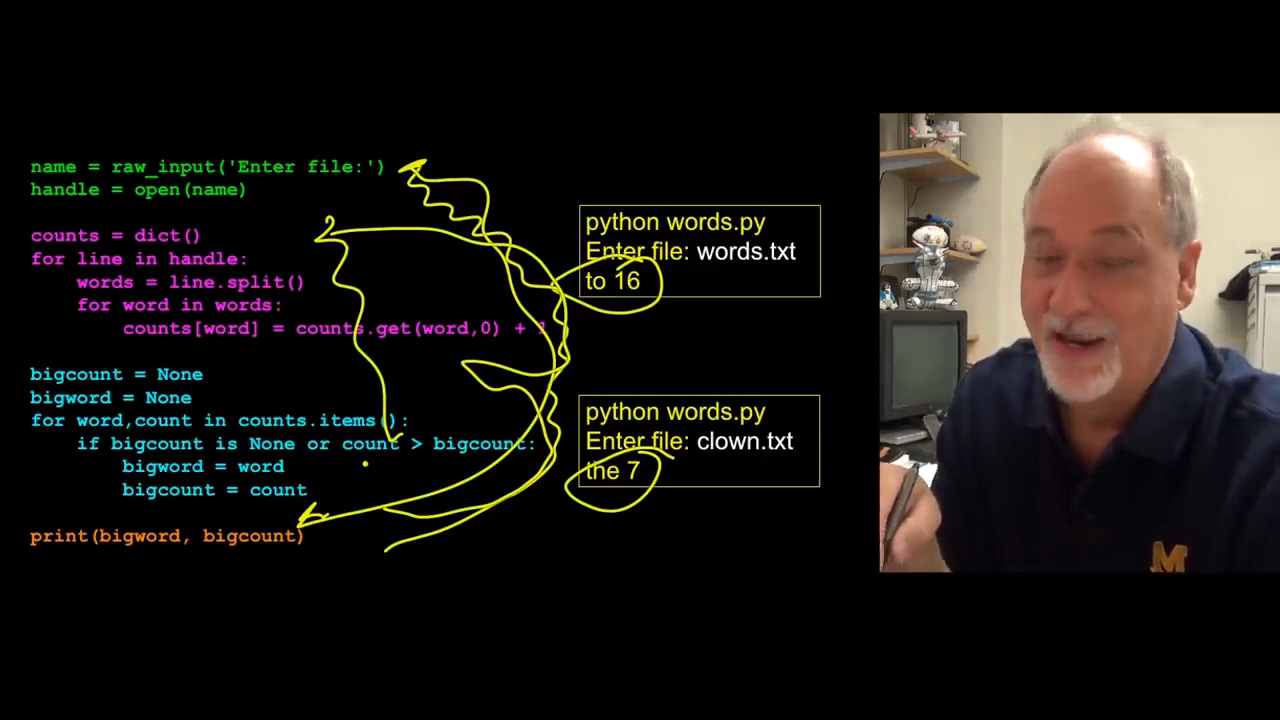 name = raw_input('Enter file:')
handle = open(name)
counts = dict()
for line in handle:
    words = line.split()
    for word in words:
        counts[word] = counts.get(word,0) + 1
bigcount = None
bigword = None
for word,count in counts.items():
    if bigcount is None or count > bigcount:
        bigword = word
        bigcount = count
print(bigword, bigcount)
python words.py
Enter file: words.txt
to 16
python words.py
Enter file: clown.txt
the 7
M